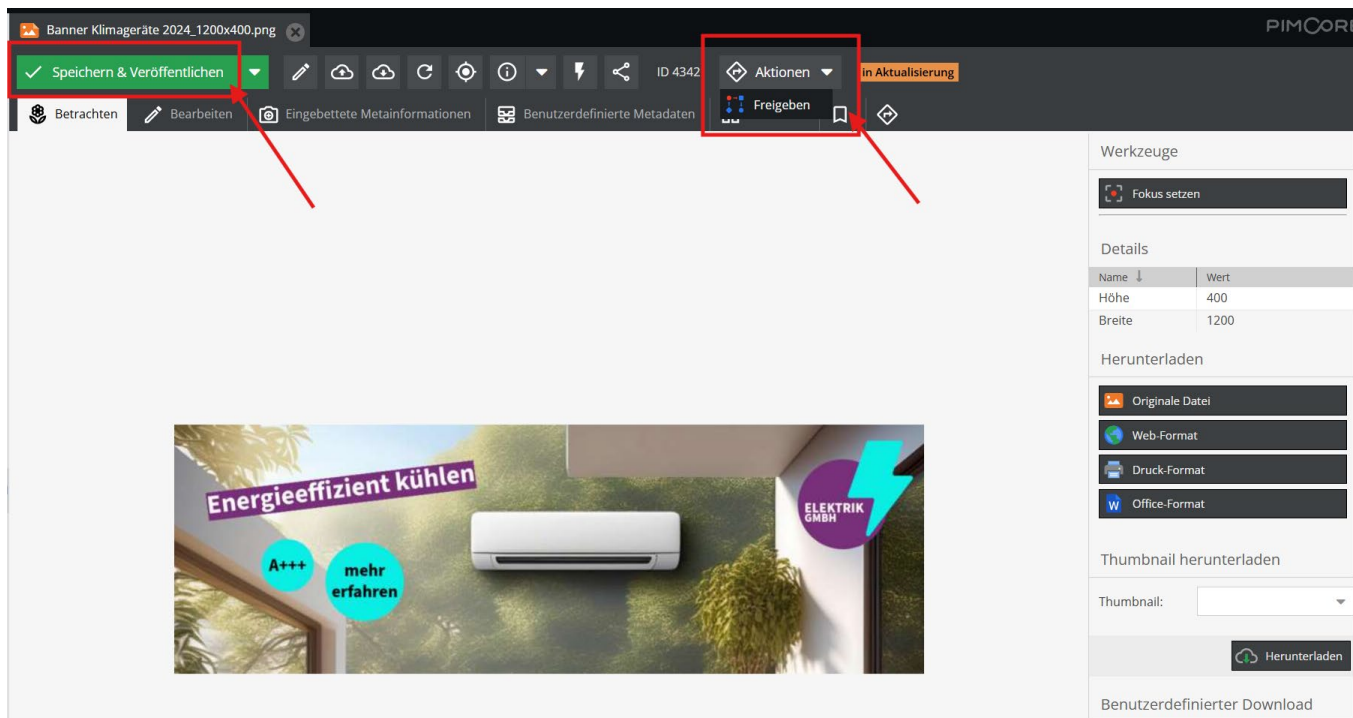 Banner Klimageräte 2024_1200x400.png
PIMCORE
Speichern & Veröffentlichen
ID 4342
Aktionen
in Aktualisierung
Freigeben
Betrachten
Bearbeiten
Eingebettete Metainformationen
Benutzerdefinierte Metadaten
Werkzeuge
Fokus setzen
Details
Name Wert
Höhe 400
Breite 1200
Herunterladen
Originale Datei
Web-Format
Druck-Format
W Office-Format
Energieeffizient kühlen
ELEKTRIK
GMBH
A+++
mehr
erfahren
Thumbnail herunterladen
Thumbnail:
Herunterladen
Benutzerdefinierter Download